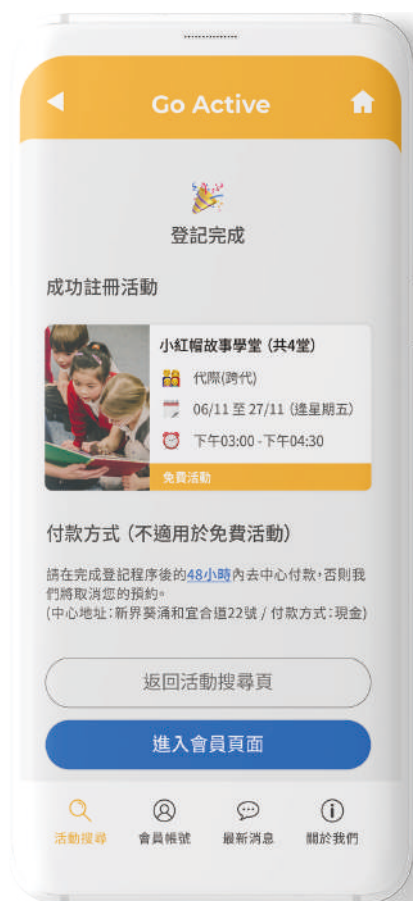 Go Active
登記完成
成功註冊活動
小紅帽故事學堂 (共4堂)
代際(跨代)
06/11 至 27/11 (逢星期五)
下午03:00 - 下午04:30
免費活動
付款方式 (不適用於免費活動)
請在完成登記程序後的48小時內去中心付款,否則我
們將取消您的預約。
(中心地址:新界葵涌和宜合道22號 / 付款方式:現金)
返回活動搜尋頁
進入會員頁面
活動搜尋 會員帳號 最新消息 關於我們